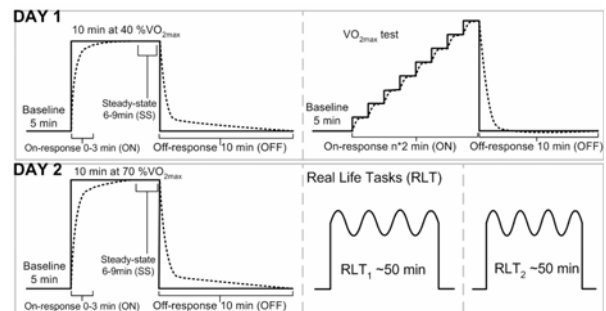 DAY 1
10 min at 40 %VO2max
Baseline
5 min
Steady-state
6-9min (SS)
On-response 0-3 min (ON)
Off-response 10 min (OFF)
VO2max test
Baseline
5 min
On-response n*2 min (ON)
Off-response 10 min (OFF)
DAY 2
10 min at 70 %VO2max
Baseline
5 min
Steady-state
6-9min (SS)
On-response 0-3 min (ON)
Off-response 10 min (OFF)
Real Life Tasks (RLT)
RLT1 ~50 min
RLT2 ~50 min